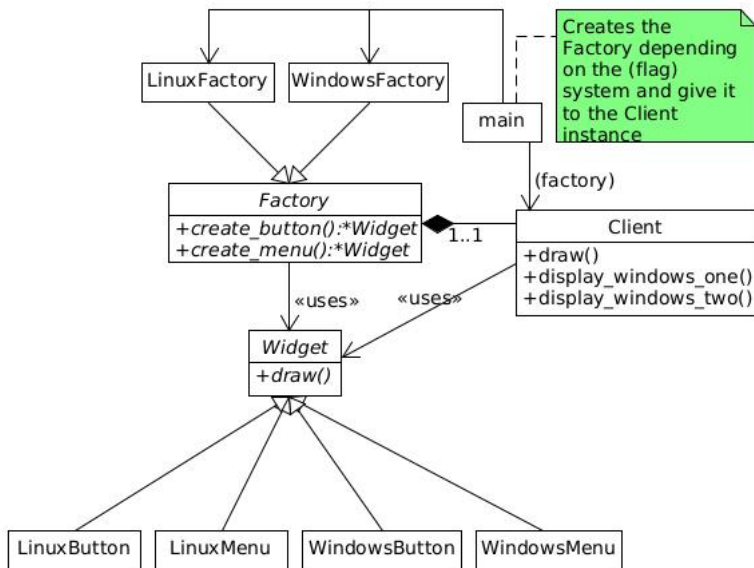 Creates the
Factory depending
on the (flag)
system and give it
to the Client
instance
LinuxFactory
WindowsFactory
main
(factory)
Factory
+create_button():*Widget
+create_menu():*Widget
1..1
Client
+draw()
+display_windows_one()
+display_windows_two()
«uses»
«uses»
Widget
+draw()
LinuxButton
LinuxMenu
WindowsButton
WindowsMenu